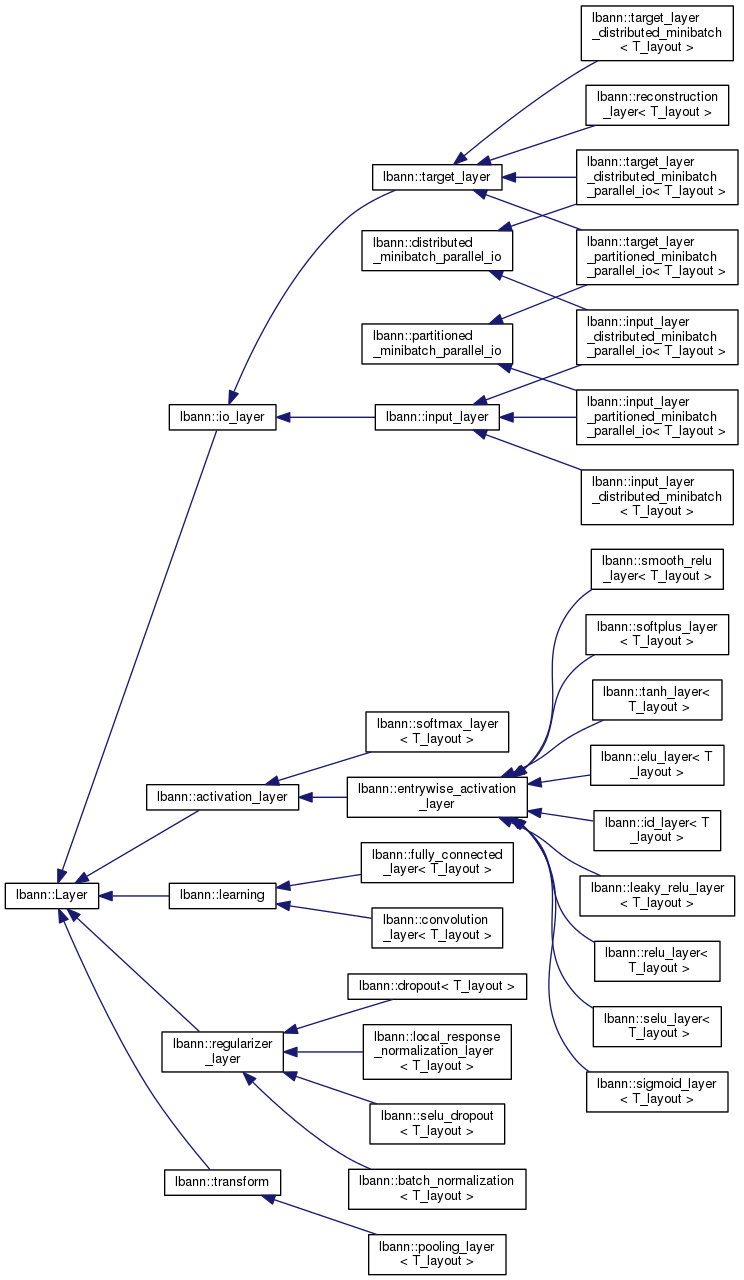 lbann::target_layer
_distributed_minibatch
< T_layout >
lbann::reconstruction
_layer< T_layout >
lbann::target_layer
_distributed_minibatch
_parallel_io< T_layout >
lbann::target_layer
lbann::distributed
_minibatch_parallel_io
lbann::target_layer
_partitioned_minibatch
_parallel_io< T_layout >
lbann::partitioned
_minibatch_parallel_io
lbann::input_layer
_distributed_minibatch
_parallel_io< T_layout >
lbann::io_layer
lbann::input_layer
lbann::input_layer
_partitioned_minibatch
_parallel_io< T_layout >
lbann::input_layer
_distributed_minibatch
< T_layout >
lbann::smooth_relu
_layer< T_layout >
lbann::softplus_layer
< T_layout >
lbann::tanh_layer<
T_layout >
lbann::softmax_layer
< T_layout >
lbann::elu_layer< T
_layout >
lbann::activation_layer
lbann::entrywise_activation
_layer
lbann::id_layer< T
_layout >
lbann::fully_connected
_layer< T_layout >
lbann::leaky_relu_layer
< T_layout >
lbann::Layer
lbann::learning
lbann::convolution
_layer< T_layout >
lbann::relu_layer<
T_layout >
lbann::dropout< T_layout >
lbann::selu_layer<
T_layout >
lbann::regularizer
_layer
lbann::local_response
_normalization_layer
< T_layout >
lbann::sigmoid_layer
< T_layout >
lbann::selu_dropout
< T_layout >
lbann::transform
lbann::batch_normalization
< T_layout >
lbann::pooling_layer
< T_layout >